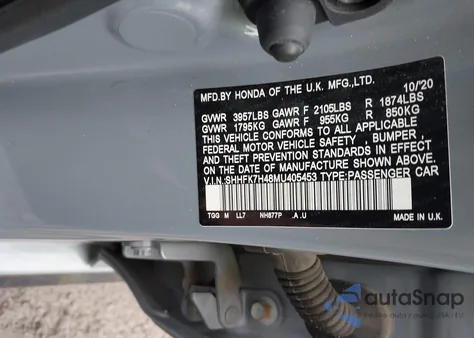 MFD.BY HONDA OF THE U.K. MFG.,LTD. 10/'20
GVWR 3957LBS GAWR F 2105LBS R 1874LBS
GVWR 1795KG GAWR F 955KG R 850KG
THIS VEHICLE CONFORMS TO ALL APPLICABLE
FEDERAL MOTOR VEHICLE SAFETY, BUMPER ,
AND THEFT PREVENTION STANDARDS IN EFFECT
ON THE DATE OF MANUFACTURE SHOWN ABOVE.
V.I.N.:SHHFK7H48MU405453 TYPE:PASSENGER CAR
TGG M LL7 NH877P .A.U MADE IN U.K.
autoSnap